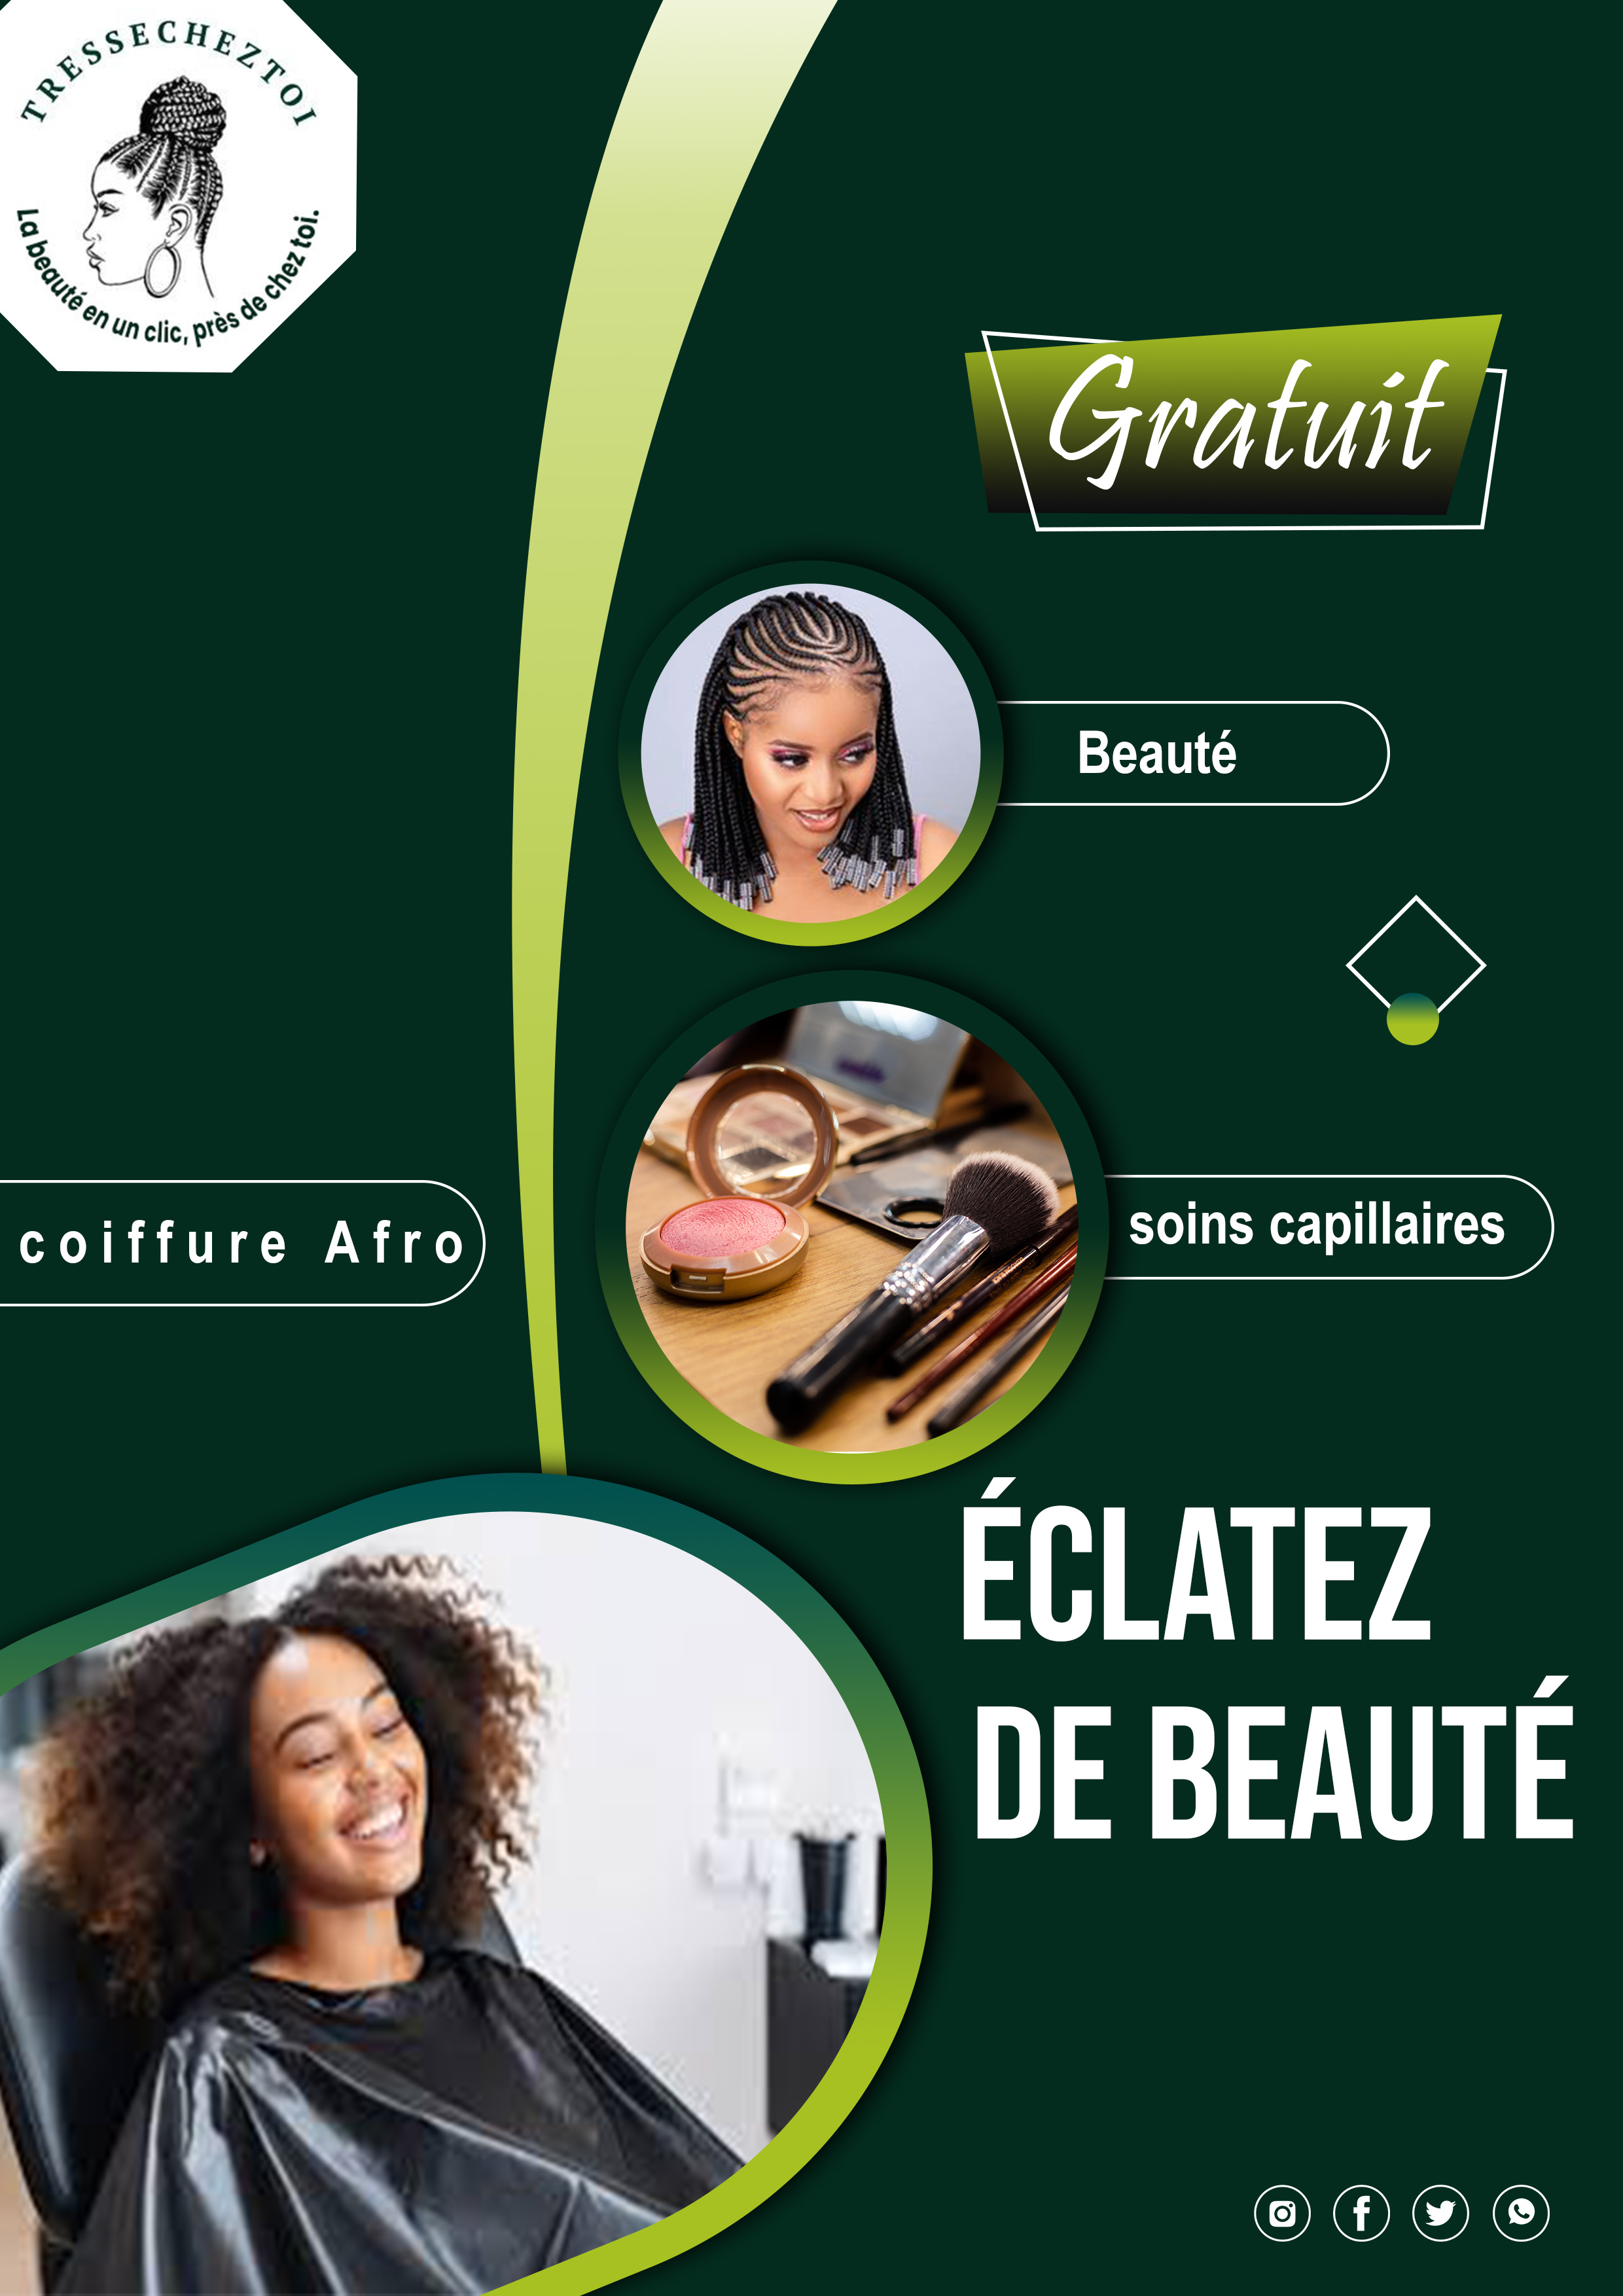 TRESSECHEZTOI
La beauté en un clic, près de chez toi.
Gratuit
Beauté
coiffure Afro
soins capillaires
ÉCLATEZ
DE BEAUTÉ